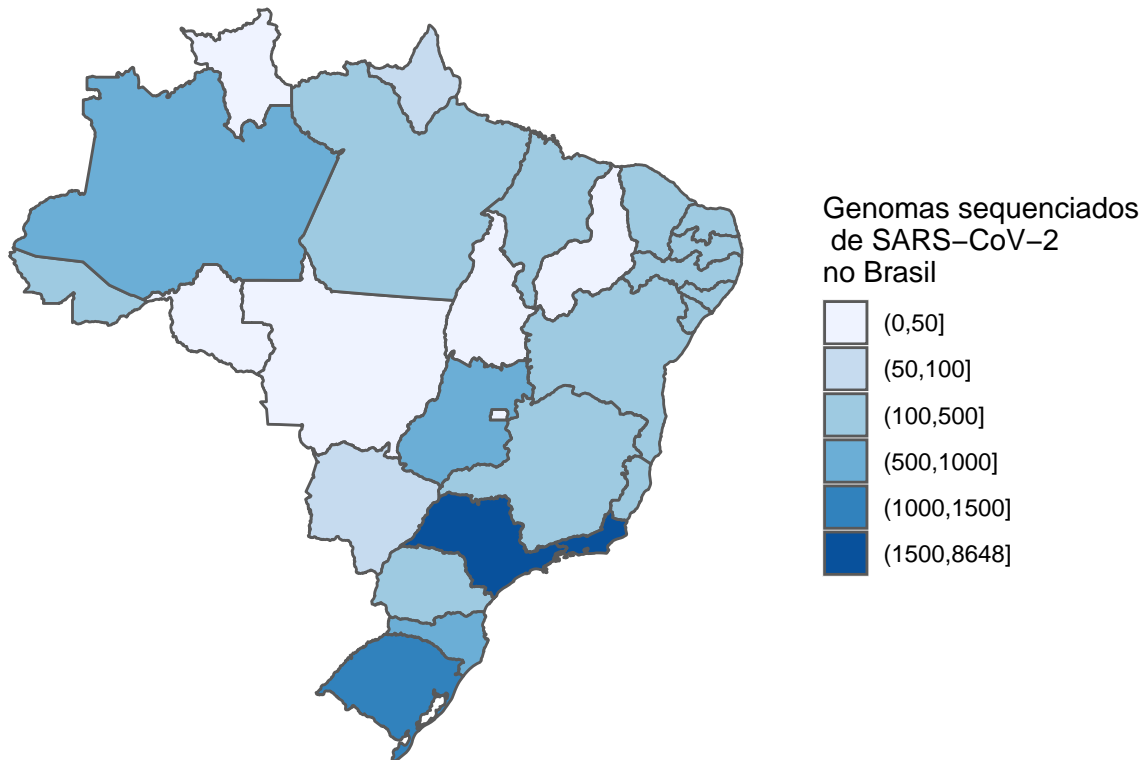 Genomas sequenciados
de SARS−CoV−2
no Brasil
(0,50]
(50,100]
(100,500]
(500,1000]
(1000,1500]
(1500,8648]